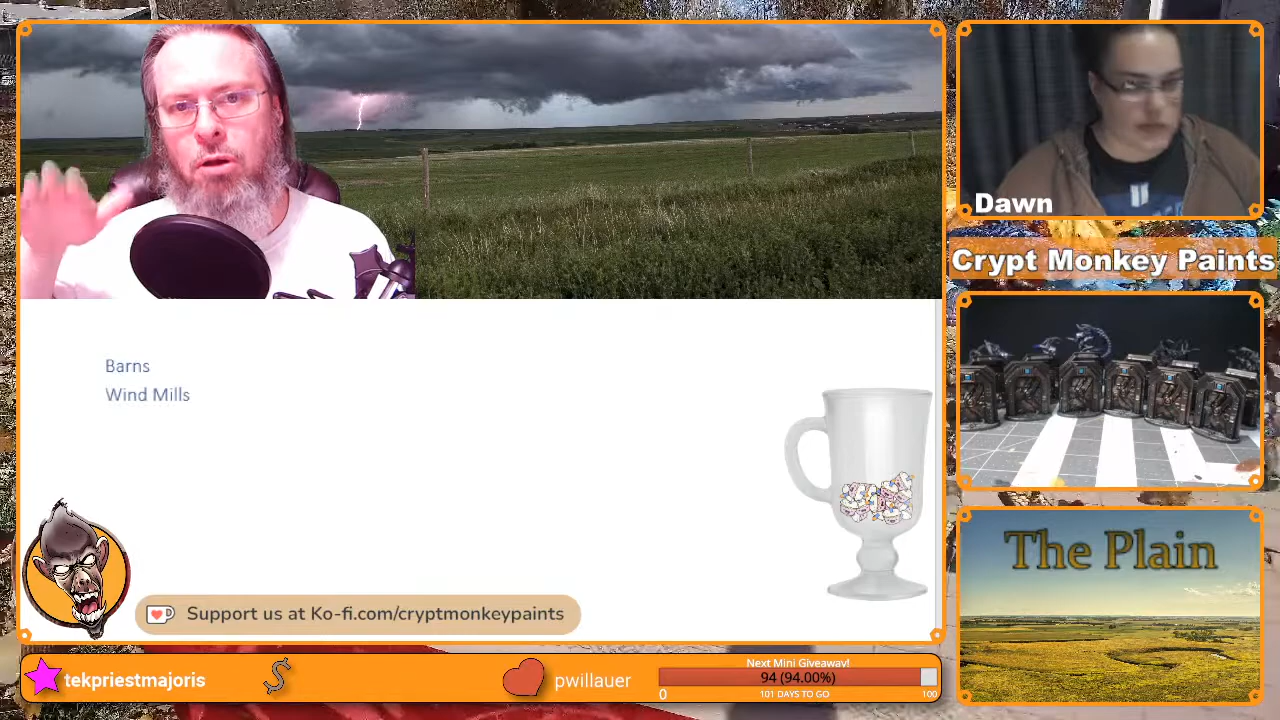 Dawn
Crypt Monkey Paints
Barns
Wind Mills
The Plain
Support us at Ko-fi.com/cryptmonkeypaints
tekpriestmajoris
pwillauer
Next Mini Giveaway!
94 (94.00%)
0
101 DAYS TO GO
100